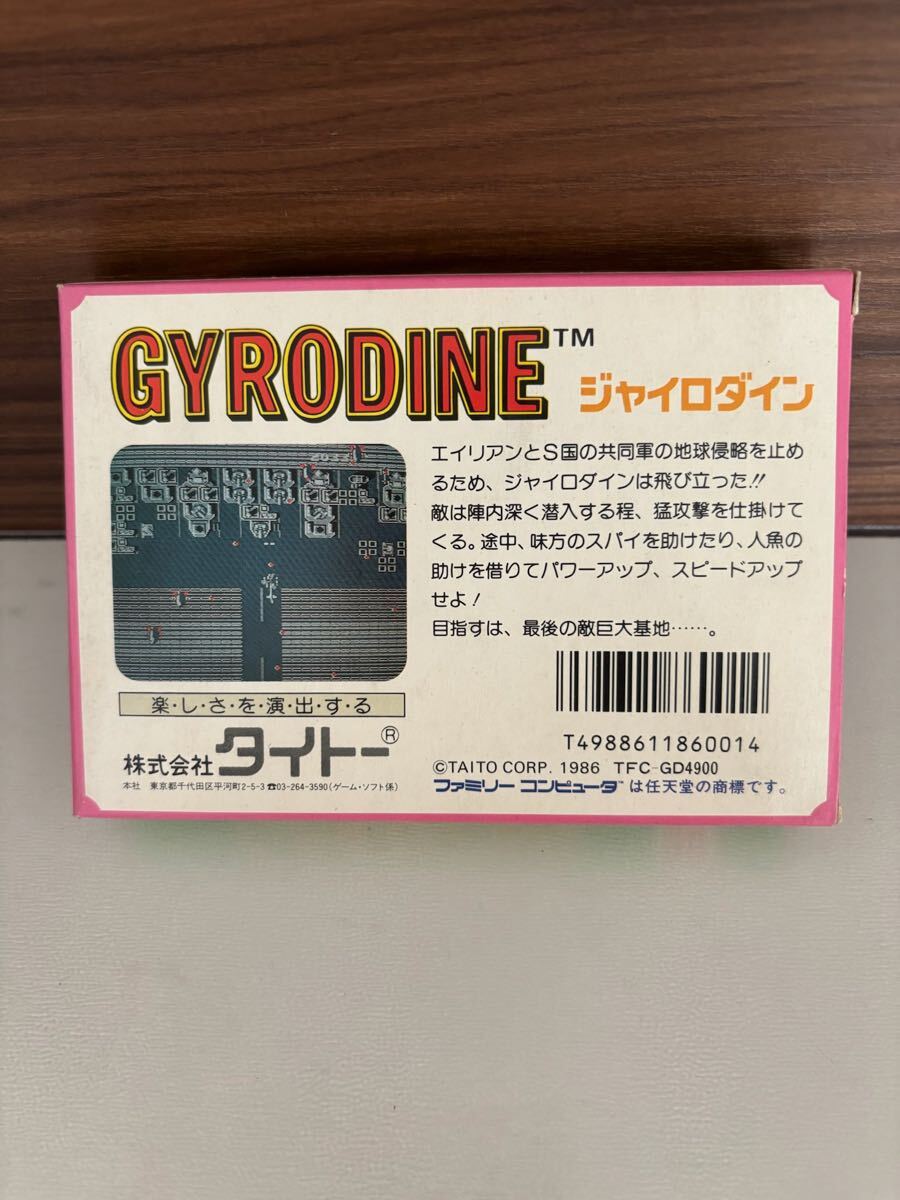 GYRODINE™
ジャイロダイン
エイリアンとS国の共同軍の地球侵略を止め
るため、ジャイロダインは飛び立った!!
敵は陣内深く潜入する程、猛攻撃を仕掛けて
くる。途中、味方のスパイを助けたり、人魚の
助けを借りてパワーアップ、スピードアップ
せよ!
目指すは、最後の敵巨大基地……。
楽・し・さ・を・演・出・す・る
株式会社 タイトー®
本社 東京都千代田区平河町2-5-3 ☎03-264-3590(ゲーム・ソフト係)
T4988611860014
©TAITO CORP. 1986 TFC-GD4900
ファミリーコンピュータ™は任天堂の商標です。